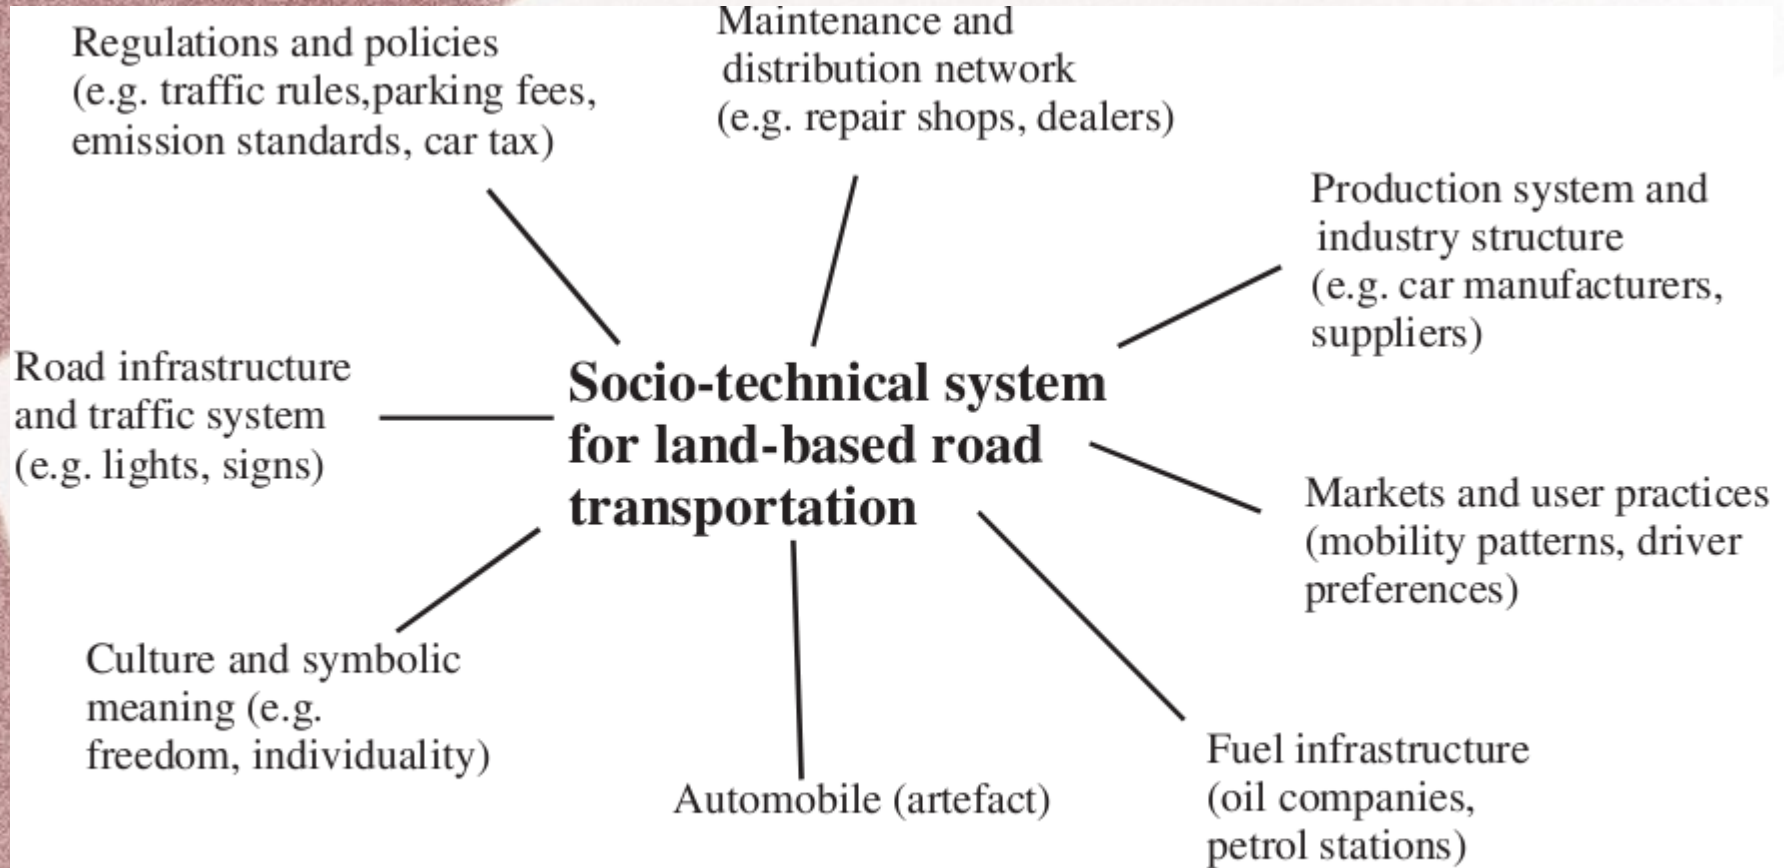 Regulations and policies
(e.g. traffic rules,parking fees,
emission standards, car tax)
Maintenance and
distribution network
(e.g. repair shops, dealers)
Production system and
industry structure
(e.g. car manufacturers,
suppliers)
Road infrastructure
and traffic system
(e.g. lights, signs)
Socio-technical system
for land-based road
transportation
Markets and user practices
(mobility patterns, driver
preferences)
Culture and symbolic
meaning (e.g.
freedom, individuality)
Automobile (artefact)
Fuel infrastructure
(oil companies,
petrol stations)